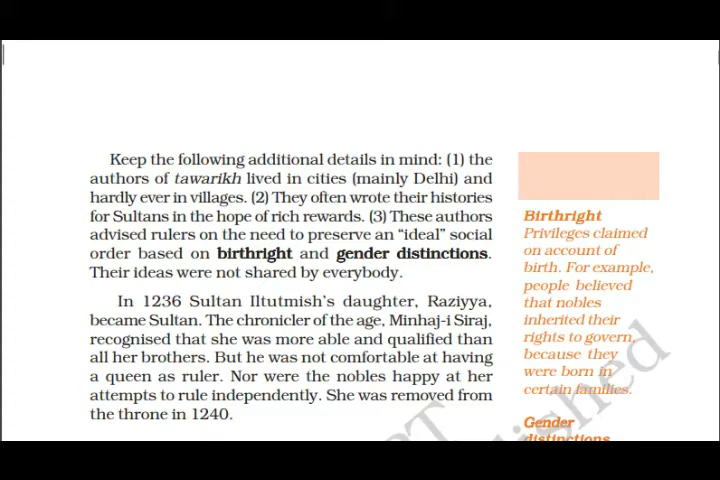 Keep the following additional details in mind: (1) the
authors of tawarikh lived in cities (mainly Delhi) and
hardly ever in villages. (2) They often wrote their histories
for Sultans in the hope of rich rewards. (3) These authors
advised rulers on the need to preserve an “ideal” social
order based on birthright and gender distinctions.
Their ideas were not shared by everybody.
In 1236 Sultan Iltutmish’s daughter, Raziyya,
became Sultan. The chronicler of the age, Minhaj-i Siraj,
recognised that she was more able and qualified than
all her brothers. But he was not comfortable at having
a queen as ruler. Nor were the nobles happy at her
attempts to rule independently. She was removed from
the throne in 1240.
Birthright
Privileges claimed
on account of
birth. For example,
people believed
that nobles
inherited their
rights to govern,
because they
were born in
certain families.
Gender
distinctions